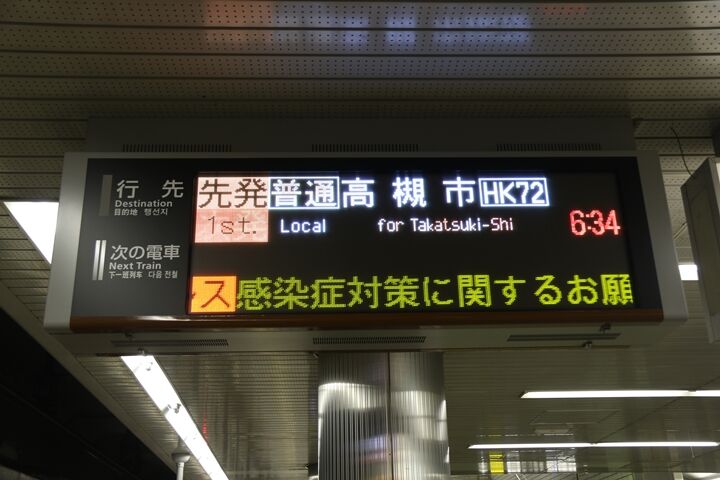 行先
Destination
目的地 행선지
先発 普通 高槻市 HK72
1st. Local for Takatsuki-Shi 6:34
次の電車
Next Train
下一班列车 다음 전철
ス 感染症対策に関するお願